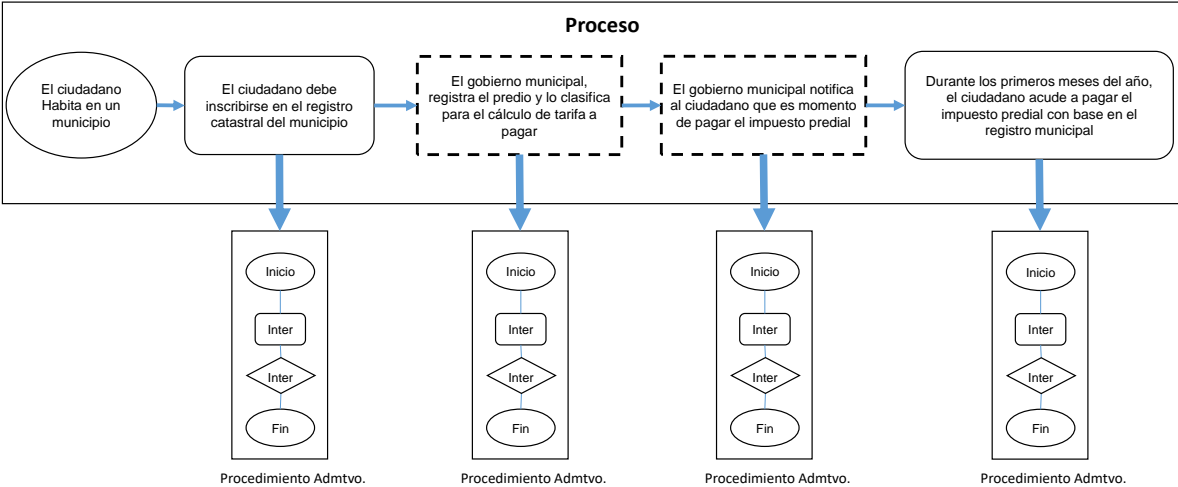 Proceso
El ciudadano
Habita en un
municipio
El ciudadano debe
inscribirse en el registro
catastral del municipio
El gobierno municipal,
registra el predio y lo clasifica
para el cálculo de tarifa a
pagar
El gobierno municipal notifica
al ciudadano que es momento
de pagar el impuesto predial
Durante los primeros meses del año,
el ciudadano acude a pagar el
impuesto predial con base en el
registro municipal
Inicio
Inter
Inter
Fin
Procedimiento Admtvo.
Inicio
Inter
Inter
Fin
Procedimiento Admtvo.
Inicio
Inter
Inter
Fin
Procedimiento Admtvo.
Inicio
Inter
Inter
Fin
Procedimiento Admtvo.